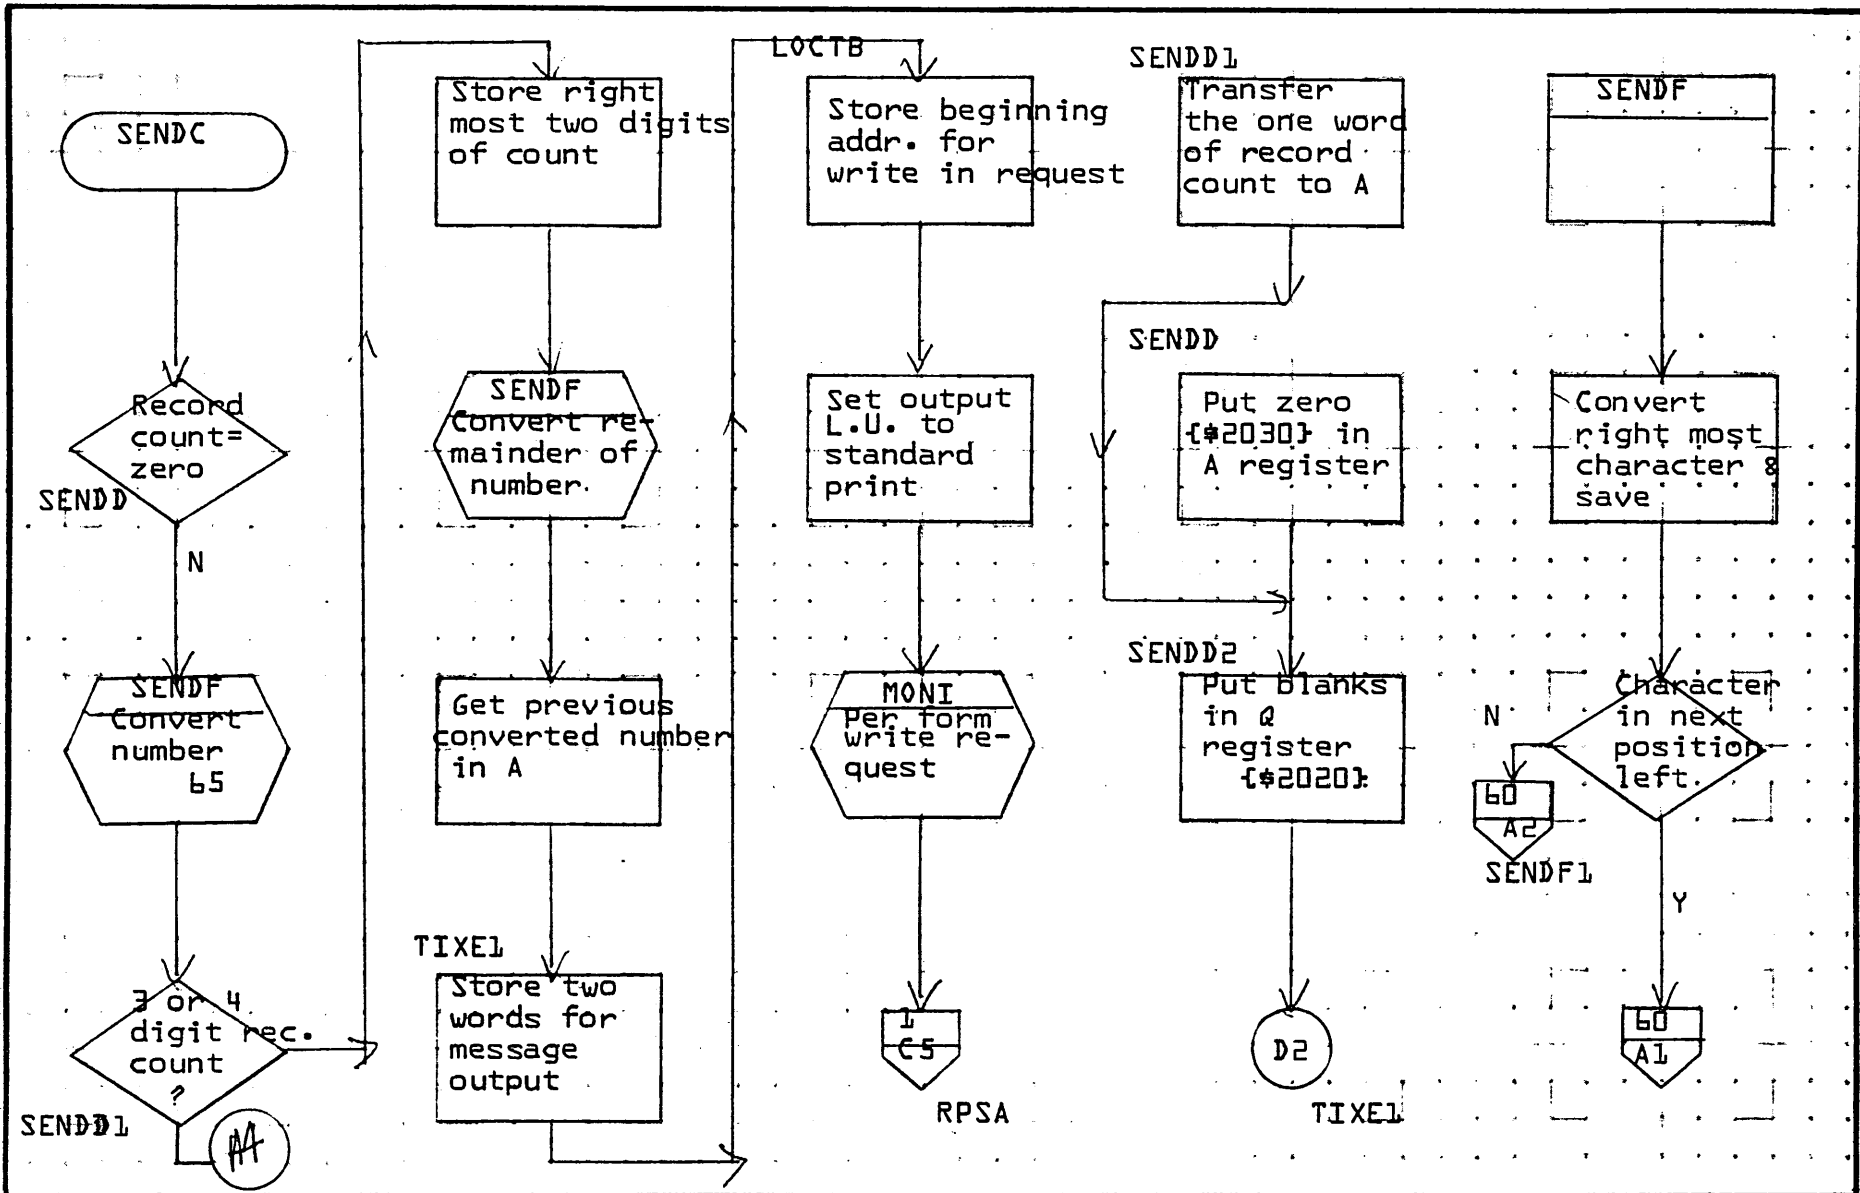 SENDC
Record
count=
zero
SENDD
N
SENDF
Convert
number
65
3 or 4
digit rec.
count
?
SENDD1
Store right
most two digits
of count
SENDF
Convert re-
mainder of
number.
Get previous
converted number
in A
TIXE1
Store two
words for
message
output
LOCTB
Store beginning
addr. for
write in request
Set output
L.U. to
standard
print
MONI
Per form
write re-
quest
1
C5
RPSA
SENDD1
Transfer
the one word
of record
count to A
SENDD
Put zero
{$2030} in
A register
SENDD2
Put blanks
in Q
register
{$2020}
D2
TIXE1
SENDF
Convert
right most
character &
save
Character
in next
position
left.
N
60
A2
SENDF1
Y
60
A1